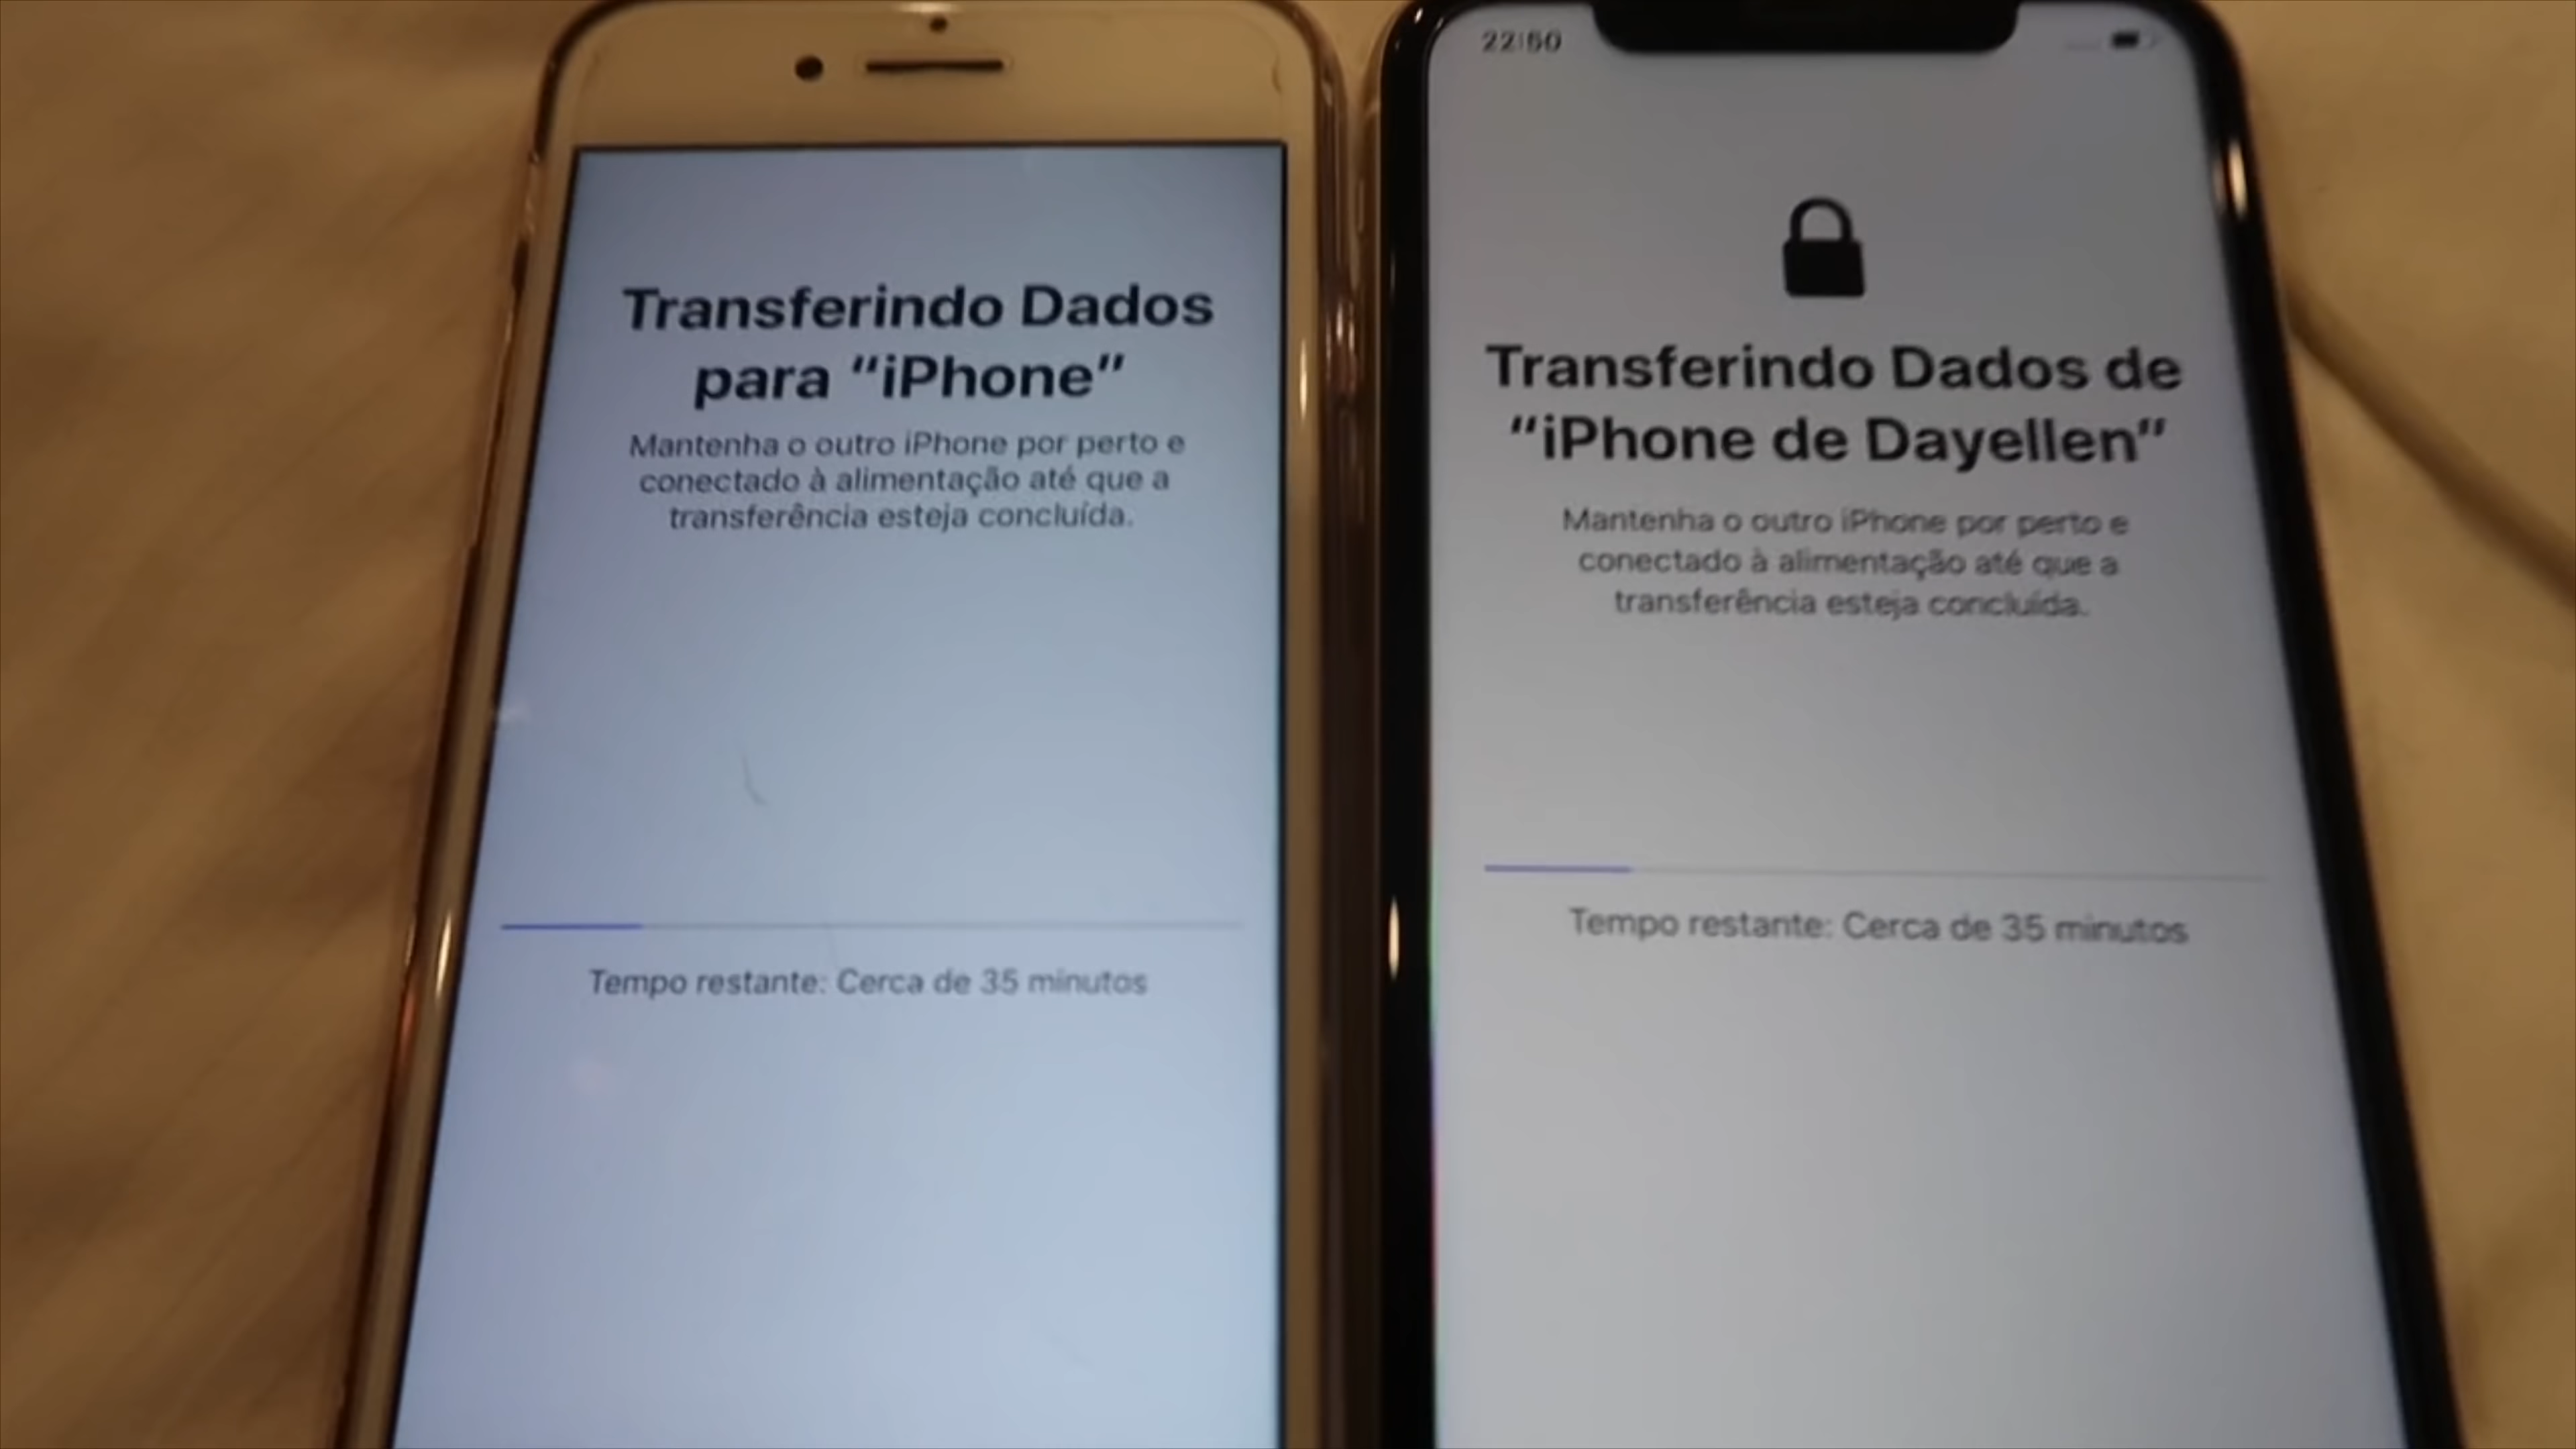 Transferindo Dados
para “iPhone”
Mantenha o outro iPhone por perto e
conectado à alimentação até que a
transferência esteja concluída.
Tempo restante: Cerca de 35 minutos
22:50
Transferindo Dados de
“iPhone de Dayellen”
Mantenha o outro iPhone por perto e
conectado à alimentação até que a
transferência esteja concluída.
Tempo restante: Cerca de 35 minutos